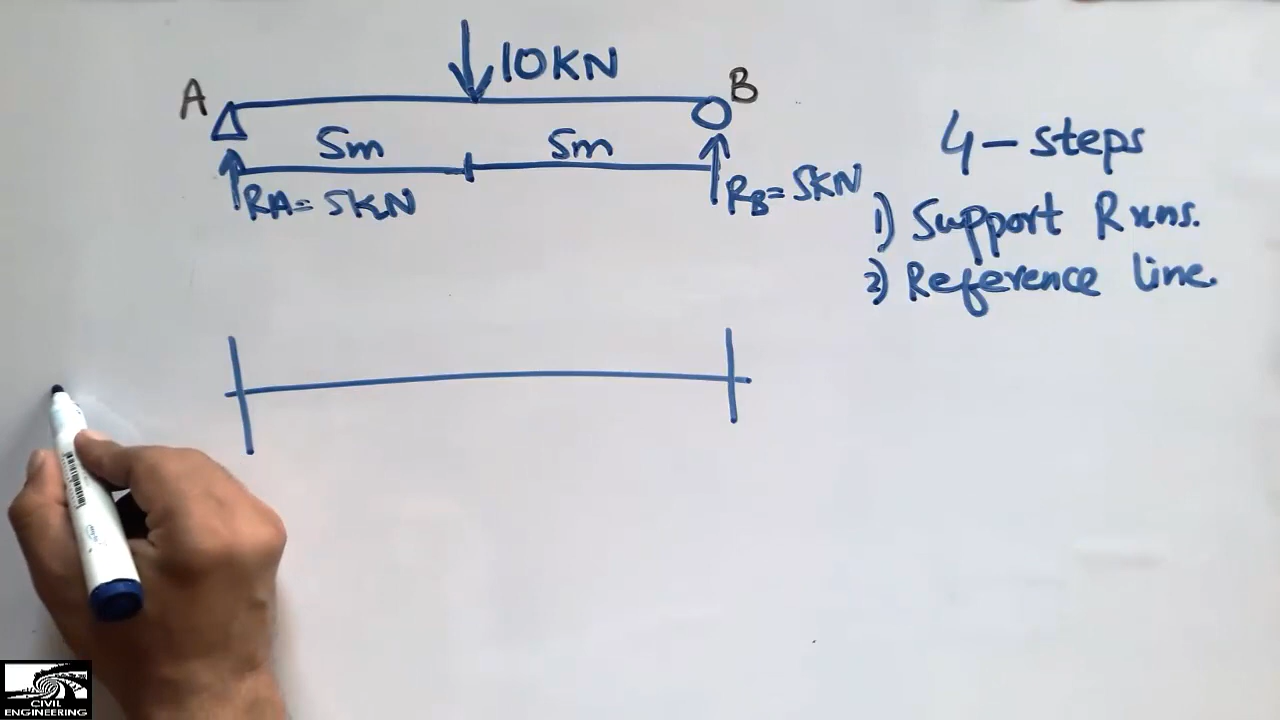 10KN
A
B
5m
5m
RA=5KN
RB=5KN
4-steps
1) Support Rxns.
2) Reference line.
CIVIL
ENGINEERING